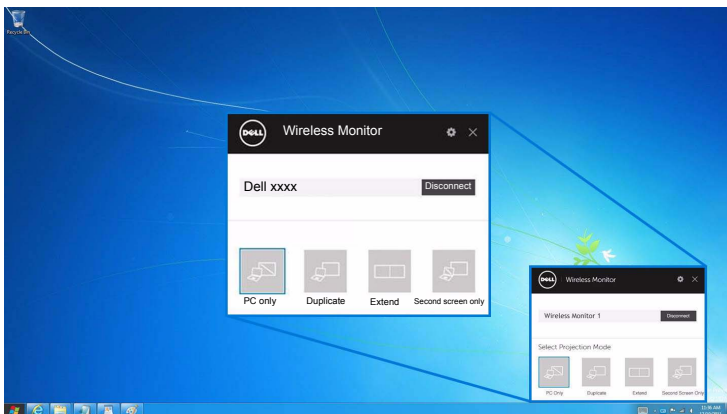 Recycle Bin
DELL
Wireless Monitor
Dell xxxx
Disconnect
PC only Duplicate Extend Second screen only
DELL
Wireless Monitor
Wireless Monitor 1
Disconnect
Select Projection Mode
PC Only Duplicate Extend Second Screen Only